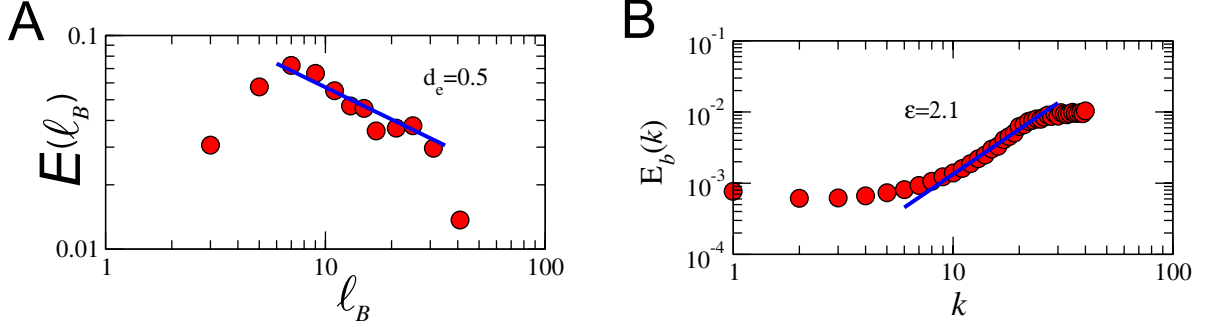 A
0.1
0.01
E(ℓ_B)
d_e=0.5
1 10 100
ℓ_B
B
10^-1
10^-2
10^-3
10^-4
E_b(k)
ε=2.1
1 10 100
k